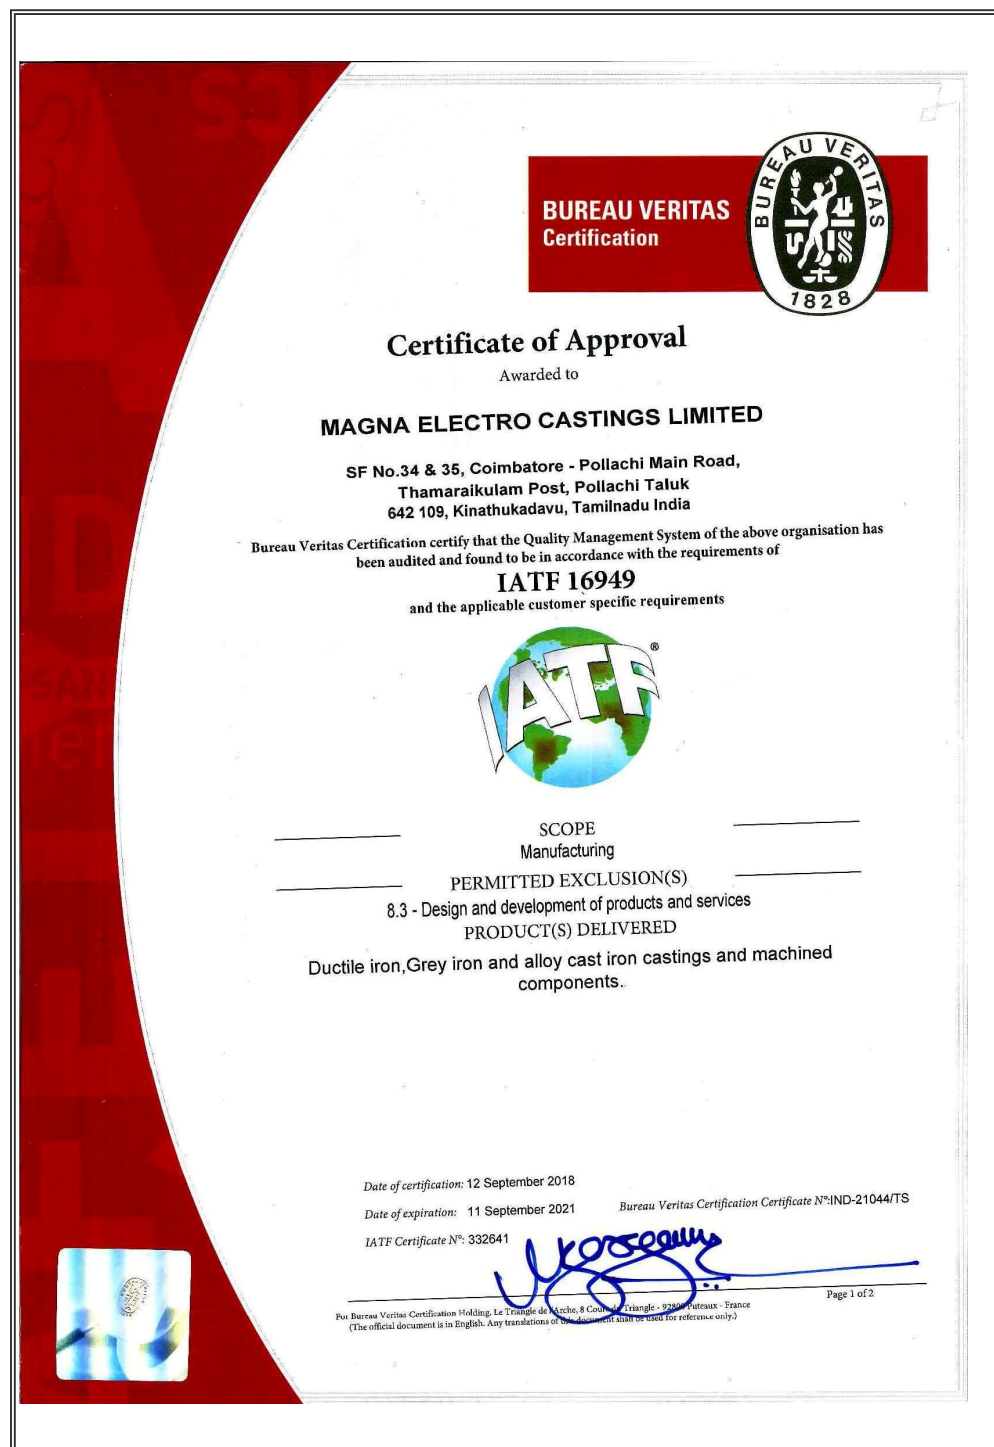 BUREAU VERITAS
Certification
BUREAU VERITAS
1828
Certificate of Approval
Awarded to
MAGNA ELECTRO CASTINGS LIMITED
SF No.34 & 35, Coimbatore - Pollachi Main Road,
Thamaraikulam Post, Pollachi Taluk
642 109, Kinathukadavu, Tamilnadu India
Bureau Veritas Certification certify that the Quality Management System of the above organisation has
been audited and found to be in accordance with the requirements of
IATF 16949
and the applicable customer specific requirements
IATF®
SCOPE
Manufacturing
PERMITTED EXCLUSION(S)
8.3 - Design and development of products and services
PRODUCT(S) DELIVERED
Ductile iron,Grey iron and alloy cast iron castings and machined
components.
Date of certification: 12 September 2018
Date of expiration: 11 September 2021
Bureau Veritas Certification Certificate N°:IND-21044/TS
IATF Certificate N°: 332641
Page 1 of 2
For Bureau Veritas Certification Holding. Le Triangle de l'Arche, 8 Cours du Triangle - 92800 Puteaux - France
(The official document is in English. Any translations of this document shall be used for reference only.)